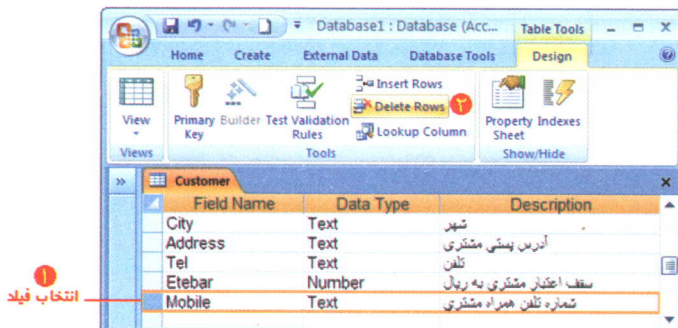 Database1 : Database (Acc... Table Tools
Home Create External Data Database Tools Design
View
Views
Primary Key
Builder
Test Validation Rules
Insert Rows
Delete Rows ۲
Lookup Column
Tools
Property Sheet
Indexes
Show/Hide
Customer
Field Name Data Type Description
City Text شهر
Address Text آدرس پستی مشتری
Tel Text تلفن
Etebar Number سقف اعتبار مشتری به ریال
Mobile Text شماره تلفن همراه مشتری
۱
انتخاب فیلد